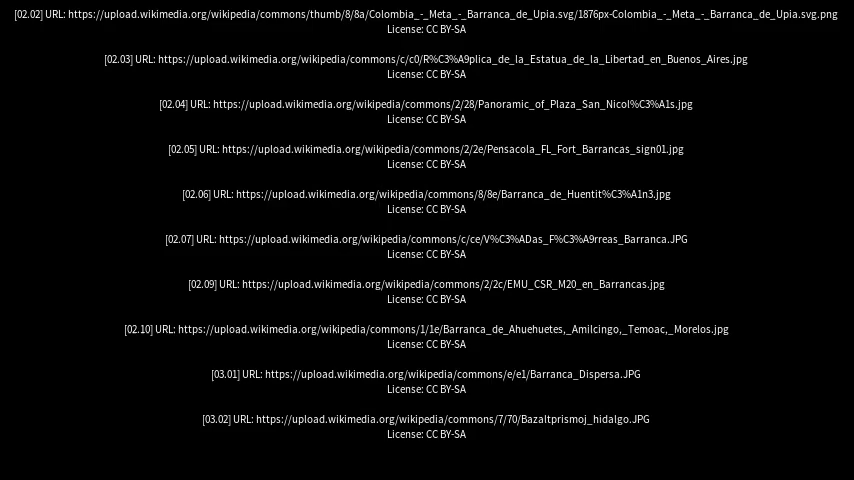 [02.02] URL: https://upload.wikimedia.org/wikipedia/commons/thumb/8/8a/Colombia_-_Meta_-_Barranca_de_Upia.svg/1876px-Colombia_-_Meta_-_Barranca_de_Upia.svg.png
License: CC BY-SA
[02.03] URL: https://upload.wikimedia.org/wikipedia/commons/c/c0/R%C3%A9plica_de_la_Estatua_de_la_Libertad_en_Buenos_Aires.jpg
License: CC BY-SA
[02.04] URL: https://upload.wikimedia.org/wikipedia/commons/2/28/Panoramic_of_Plaza_San_Nicol%C3%A1s.jpg
License: CC BY-SA
[02.05] URL: https://upload.wikimedia.org/wikipedia/commons/2/2e/Pensacola_FL_Fort_Barrancas_sign01.jpg
License: CC BY-SA
[02.06] URL: https://upload.wikimedia.org/wikipedia/commons/8/8e/Barranca_de_Huentit%C3%A1n3.jpg
License: CC BY-SA
[02.07] URL: https://upload.wikimedia.org/wikipedia/commons/c/ce/V%C3%ADas_F%C3%A9rreas_Barranca.JPG
License: CC BY-SA
[02.09] URL: https://upload.wikimedia.org/wikipedia/commons/2/2c/EMU_CSR_M20_en_Barrancas.jpg
License: CC BY-SA
[02.10] URL: https://upload.wikimedia.org/wikipedia/commons/1/1e/Barranca_de_Ahuehuetes,_Amilcingo,_Temoac,_Morelos.jpg
License: CC BY-SA
[03.01] URL: https://upload.wikimedia.org/wikipedia/commons/e/e1/Barranca_Dispersa.JPG
License: CC BY-SA
[03.02] URL: https://upload.wikimedia.org/wikipedia/commons/7/70/Bazaltprismoj_hidalgo.JPG
License: CC BY-SA